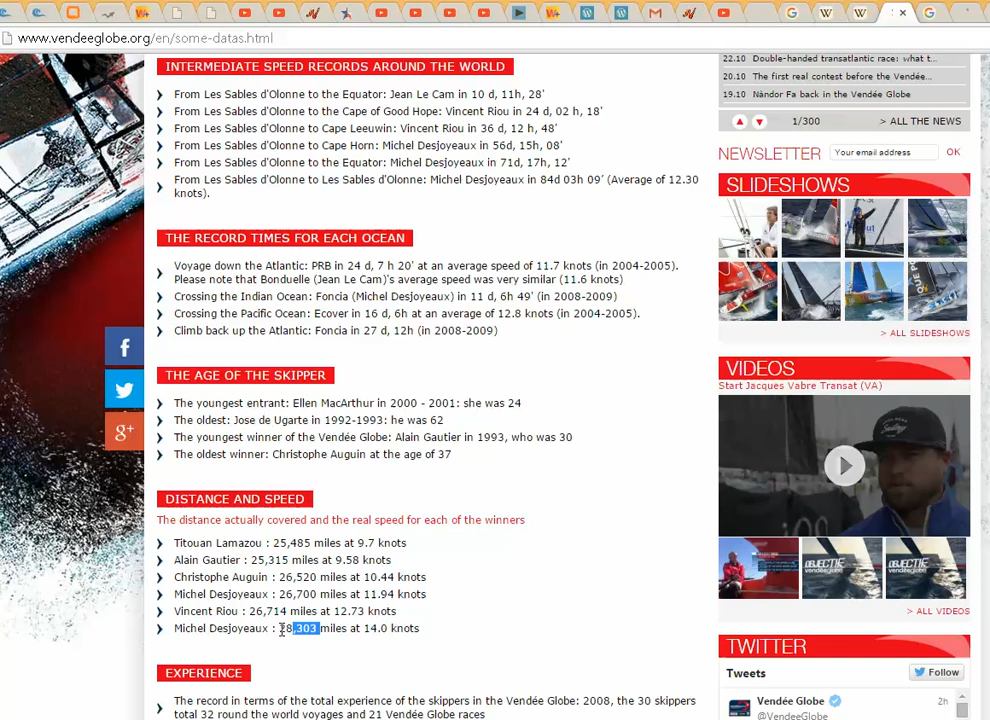 www.vendeeglobe.org/en/some-datas.html
INTERMEDIATE SPEED RECORDS AROUND THE WORLD
From Les Sables d'Olonne to the Equator: Jean Le Cam in 10 d, 11h, 28'
From Les Sables d'Olonne to the Cape of Good Hope: Vincent Riou in 24 d, 02 h, 18'
From Les Sables d'Olonne to Cape Leeuwin: Vincent Riou in 36 d, 12 h, 48'
From Les Sables d'Olonne to Cape Horn: Michel Desjoyeaux in 56d, 15h, 08'
From Les Sables d'Olonne to the Equator: Michel Desjoyeaux in 71d, 17h, 12'
From Les Sables d'Olonne to Les Sables d'Olonne: Michel Desjoyeaux in 84d 03h 09' (Average of 12.30
knots).
THE RECORD TIMES FOR EACH OCEAN
Voyage down the Atlantic: PRB in 24 d, 7 h 20' at an average speed of 11.7 knots (in 2004-2005).
Please note that Bonduelle (Jean Le Cam)'s average speed was very similar (11.6 knots)
Crossing the Indian Ocean: Foncia (Michel Desjoyeaux) in 11 d, 6h 49' (in 2008-2009)
Crossing the Pacific Ocean: Ecover in 16 d, 6h at an average of 12.8 knots (in 2004-2005).
Climb back up the Atlantic: Foncia in 27 d, 12h (in 2008-2009)
THE AGE OF THE SKIPPER
The youngest entrant: Ellen MacArthur in 2000 - 2001: she was 24
The oldest: Jose de Ugarte in 1992-1993: he was 62
The youngest winner of the Vendée Globe: Alain Gautier in 1993, who was 30
The oldest winner: Christophe Auguin at the age of 37
DISTANCE AND SPEED
The distance actually covered and the real speed for each of the winners
Titouan Lamazou : 25,485 miles at 9.7 knots
Alain Gautier : 25,315 miles at 9.58 knots
Christophe Auguin : 26,520 miles at 10.44 knots
Michel Desjoyeaux : 26,700 miles at 11.94 knots
Vincent Riou : 26,714 miles at 12.73 knots
Michel Desjoyeaux : 28,303 miles at 14.0 knots
EXPERIENCE
The record in terms of the total experience of the skippers in the Vendée Globe: 2008, the 30 skippers
total 32 round the world voyages and 21 Vendée Globe races
22.10 Double-handed transatlantic race: what t...
20.10 The first real contest before the Vendée...
19.10 Nándor Fa back in the Vendée Globe
1/300
> ALL THE NEWS
NEWSLETTER
Your email address
OK
SLIDESHOWS
> ALL SLIDESHOWS
VIDEOS
Start Jacques Vabre Transat (VA)
OBJECTIF
OBJECTIF
> ALL VIDEOS
TWITTER
Tweets
Follow
Vendée Globe
2h
@VendeeGlobe